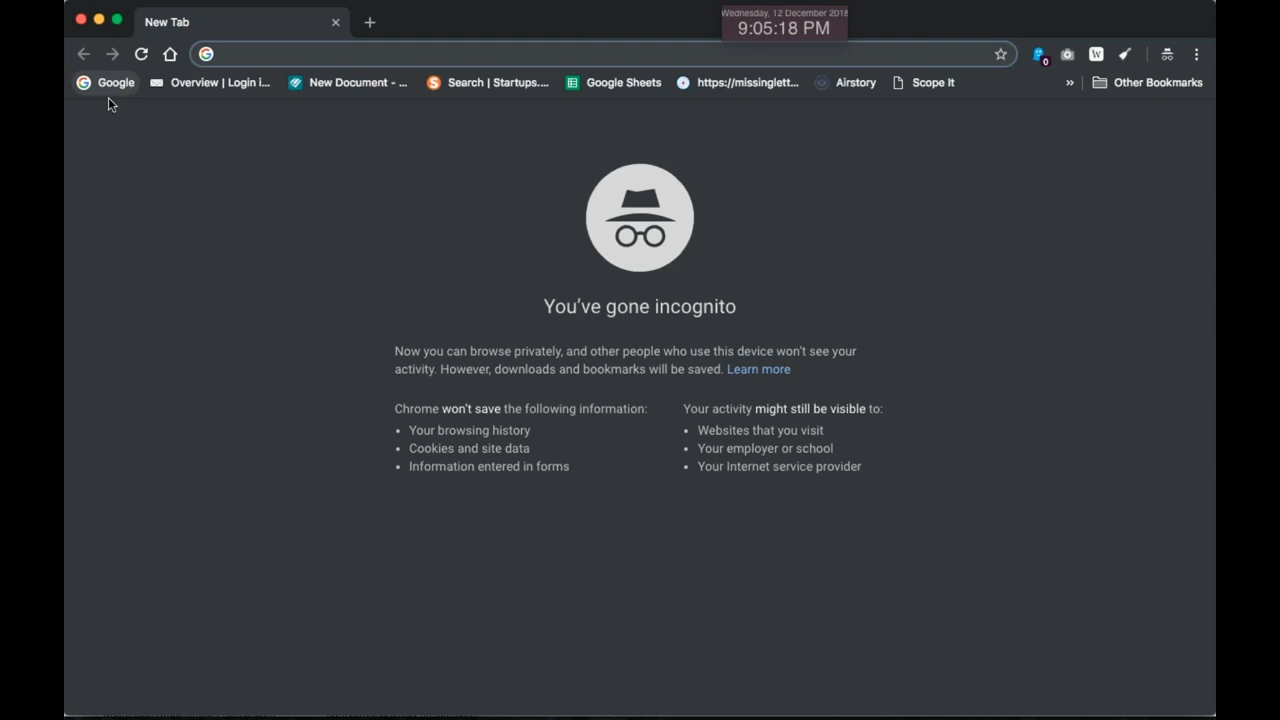 New Tab
Wednesday, 12 December 2018
9:05:18 PM
0
W
Google
Overview | Login i...
New Document - ...
S
Search | Startups....
Google Sheets
https://missinglett...
Airstory
Scope It
»
Other Bookmarks
You've gone incognito
Now you can browse privately, and other people who use this device won't see your
activity. However, downloads and bookmarks will be saved. Learn more
Chrome won't save the following information:
• Your browsing history
• Cookies and site data
• Information entered in forms
Your activity might still be visible to:
• Websites that you visit
• Your employer or school
• Your Internet service provider